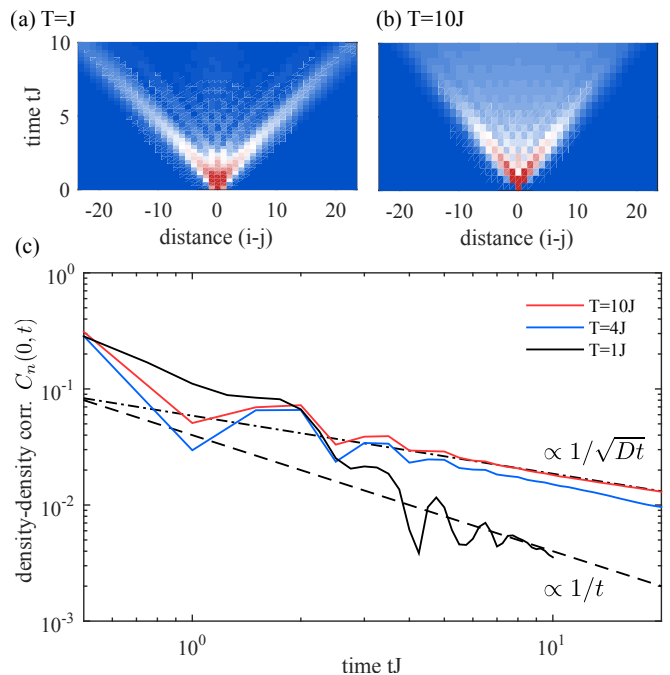 (a) T=J
(b) T=10J
10
5
0
time tJ
-20 -10 0 10 20
distance (i-j)
-20 -10 0 10 20
distance (i-j)
(c)
density-density corr. C_n(0, t)
10^0
10^-1
10^-2
10^-3
T=10J
T=4J
T=1J
∝ 1/√Dt
∝ 1/t
10^0 10^1
time tJ